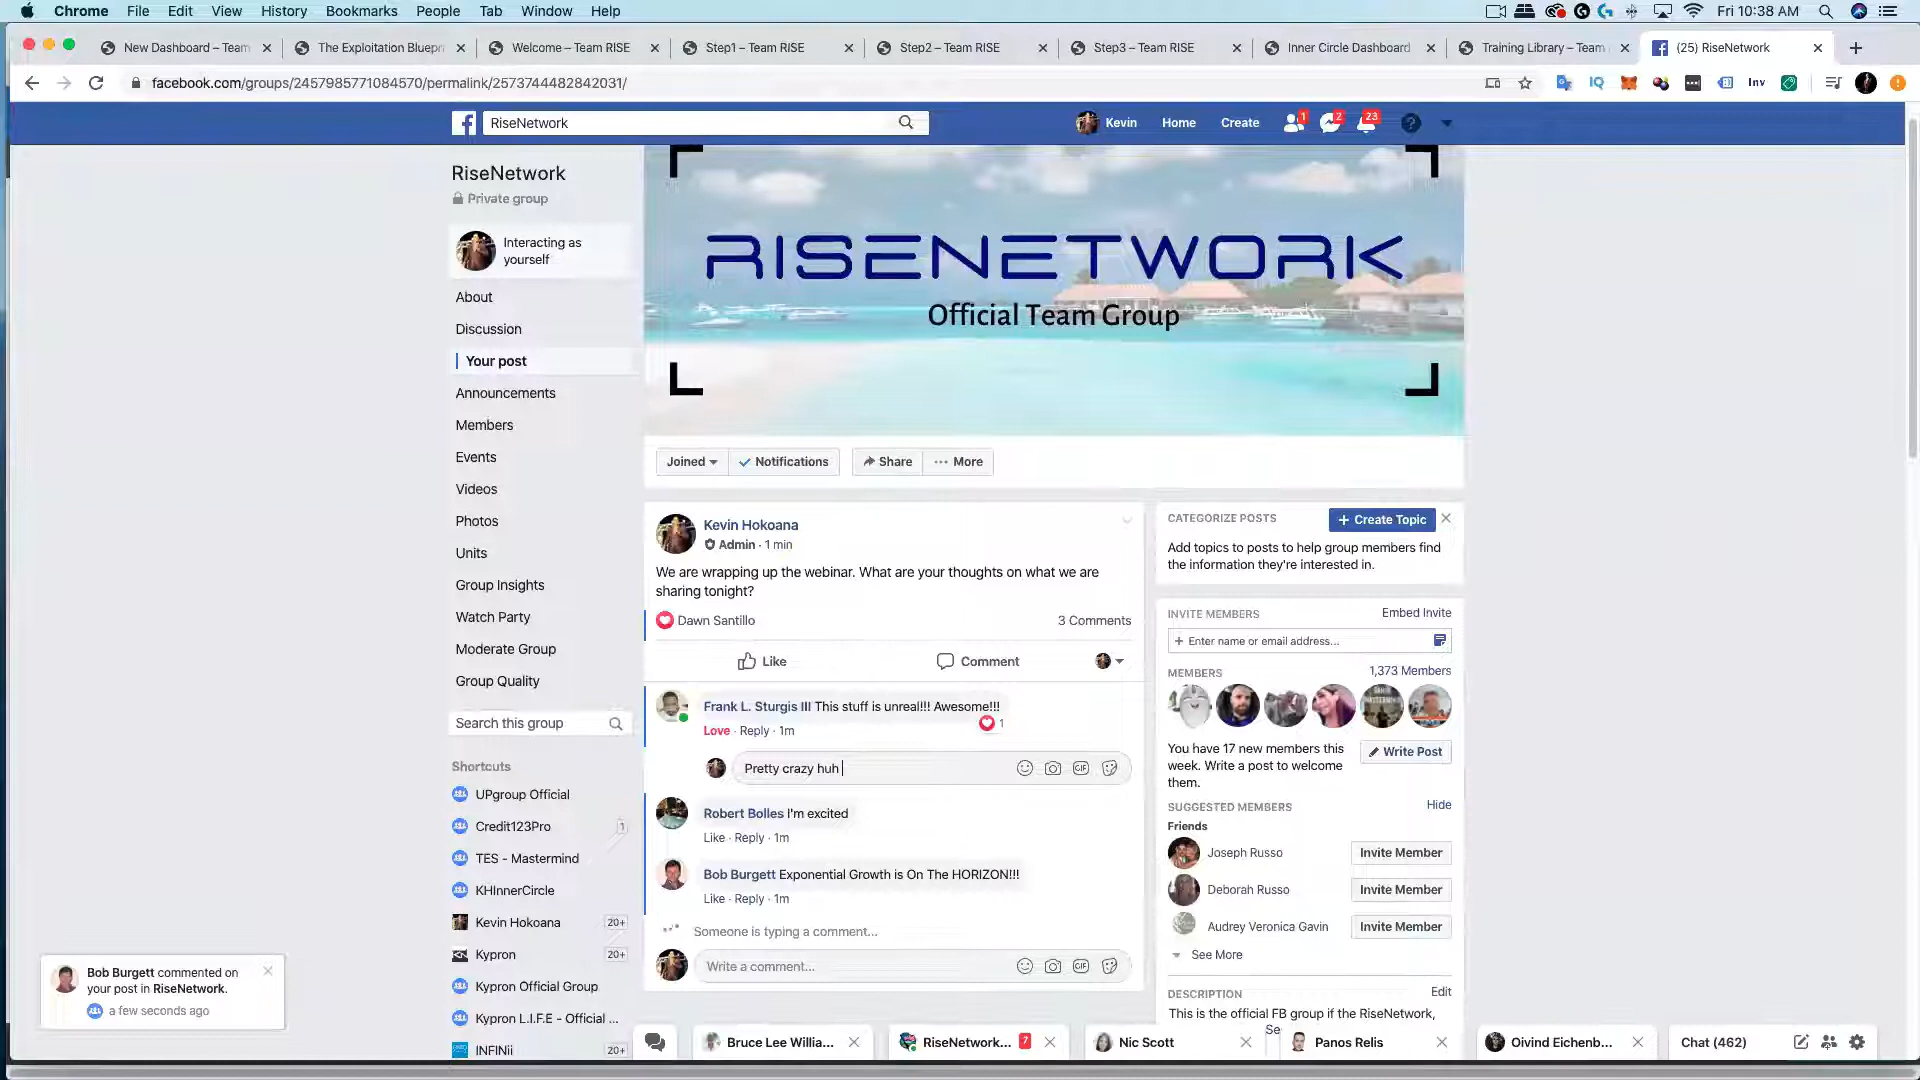 Chrome File Edit View History Bookmarks People Tab Window Help
Fri 10:38 AM
New Dashboard – Team
The Exploitation Bluepr
Welcome – Team RISE
Step1 – Team RISE
Step2 – Team RISE
Step3 – Team RISE
Inner Circle Dashboard
Training Library – Team
(25) RiseNetwork
facebook.com/groups/2457985771084570/permalink/2573744482842031/
Inv
RiseNetwork
Kevin Home Create 1 2 23
RiseNetwork
Private group
Interacting as
yourself
About
Discussion
Your post
Announcements
Members
Events
Videos
Photos
Units
Group Insights
Watch Party
Moderate Group
Group Quality
Search this group
Shortcuts
UPgroup Official
Credit123Pro 1
TES - Mastermind
KHInnerCircle
Kevin Hokoana 20+
Kypron 20+
Kypron Official Group
Kypron L.I.F.E - Official ...
INFINii 20+
RISENETWORK
Official Team Group
Joined Notifications Share More
Kevin Hokoana
Admin · 1 min
We are wrapping up the webinar. What are your thoughts on what we are
sharing tonight?
Dawn Santillo 3 Comments
Like Comment
Frank L. Sturgis III This stuff is unreal!!! Awesome!!!
1
Love · Reply · 1m
Pretty crazy huh
GIF
Robert Bolles I'm excited
Like · Reply · 1m
Bob Burgett Exponential Growth is On The HORIZON!!!
Like · Reply · 1m
Someone is typing a comment...
Write a comment...
GIF
CATEGORIZE POSTS + Create Topic
Add topics to posts to help group members find
the information they're interested in.
INVITE MEMBERS Embed Invite
+ Enter name or email address...
MEMBERS 1,373 Members
You have 17 new members this
week. Write a post to welcome
them.
Write Post
SUGGESTED MEMBERS Hide
Friends
Joseph Russo Invite Member
Deborah Russo Invite Member
Audrey Veronica Gavin Invite Member
See More
DESCRIPTION Edit
This is the official FB group if the RiseNetwork,
Se
Bob Burgett commented on
your post in RiseNetwork.
a few seconds ago
Bruce Lee Willia...
RiseNetwork... 7
Nic Scott
Panos Relis
Oivind Eichenb...
Chat (462)